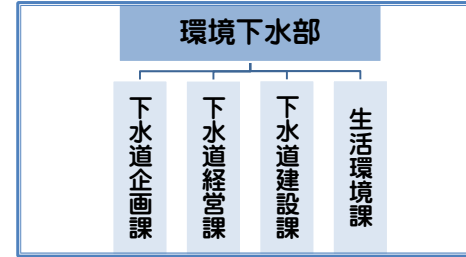 環境下水部
下水道企画課
下水道経営課
下水道建設課
生活環境課